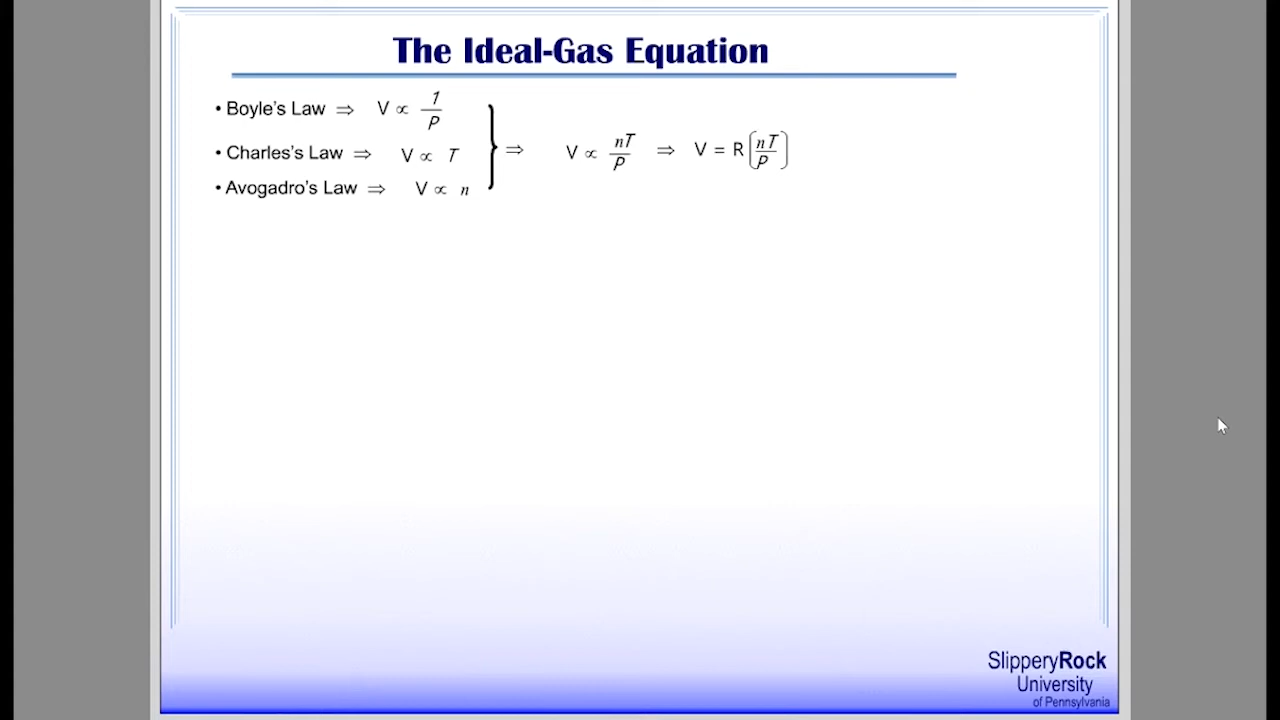 The Ideal-Gas Equation
• Boyle's Law ⇒ V ∝ 1/P
• Charles's Law ⇒ V ∝ T
• Avogadro's Law ⇒ V ∝ n
} ⇒ V ∝ nT/P ⇒ V = R(nT/P)
SlipperyRock
University
of Pennsylvania